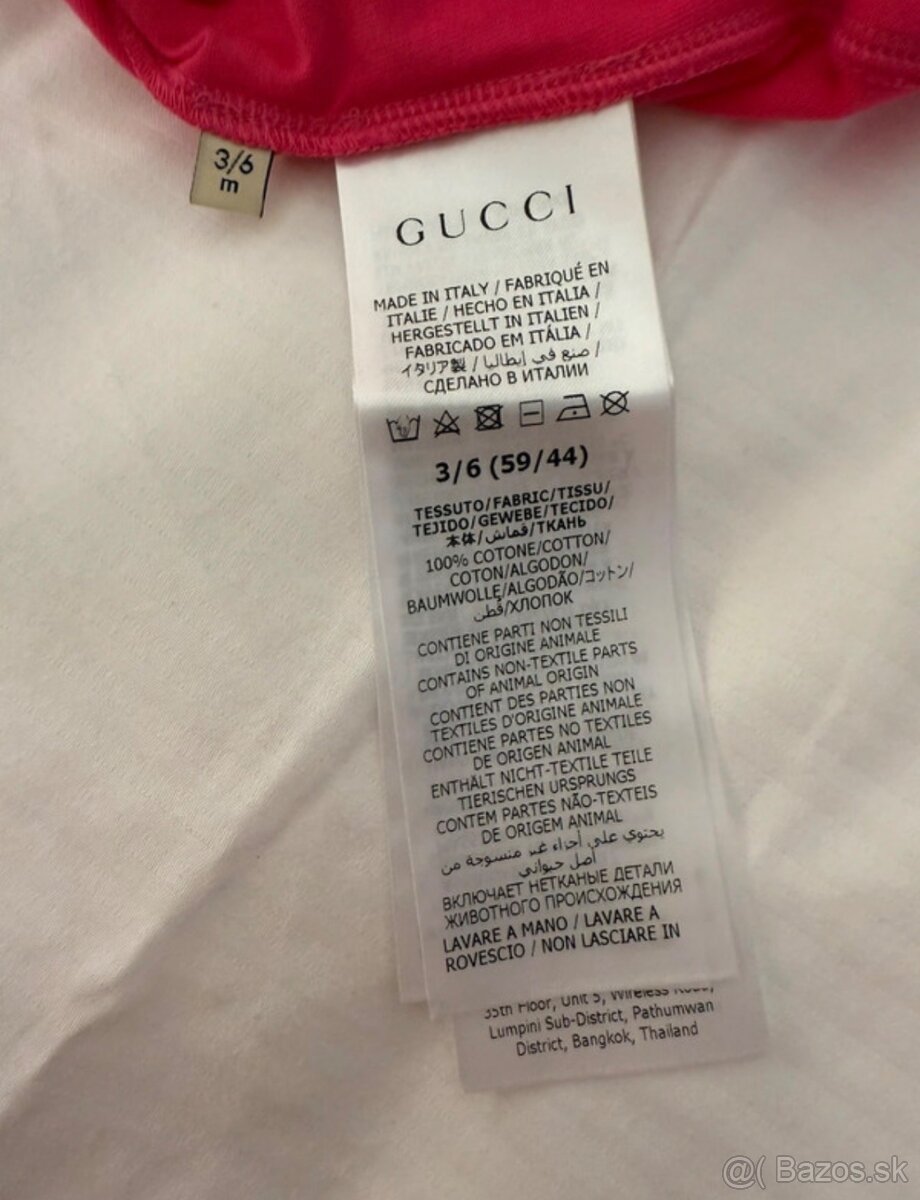 3/6
m
GUCCI
MADE IN ITALY / FABRIQUÉ EN
ITALIE / HECHO EN ITALIA /
HERGESTELLT IN ITALIEN /
FABRICADO EM ITÁLIA /
イタリア製 / صنع في إيطاليا /
СДЕЛАНО В ИТАЛИИ
3/6 (59/44)
TESSUTO/FABRIC/TISSU/
TEJIDO/GEWEBE/TECIDO/
本体/قماش/ТКАНЬ
100% COTONE/COTTON/
COTON/ALGODON/
BAUMWOLLE/ALGODÃO/コットン/
قطن/ХЛОПОК
CONTIENE PARTI NON TESSILI
DI ORIGINE ANIMALE
CONTAINS NON-TEXTILE PARTS
OF ANIMAL ORIGIN
CONTIENT DES PARTIES NON
TEXTILES D'ORIGINE ANIMALE
CONTIENE PARTES NO TEXTILES
DE ORIGEN ANIMAL
ENTHÄLT NICHT-TEXTILE TEILE
TIERISCHEN URSPRUNGS
CONTEM PARTES NÃO-TEXTEIS
DE ORIGEM ANIMAL
يحتوي على أجزاء غير منسوجة من
أصل حيواني
ВКЛЮЧАЕТ НЕТКАНЫЕ ДЕТАЛИ
ЖИВОТНОГО ПРОИСХОЖДЕНИЯ
LAVARE A MANO / LAVARE A
ROVESCIO / NON LASCIARE IN
Floor, Unit 5, Wireless Road,
Lumpini Sub-District, Pathumwan
District, Bangkok, Thailand
@( Bazos.sk